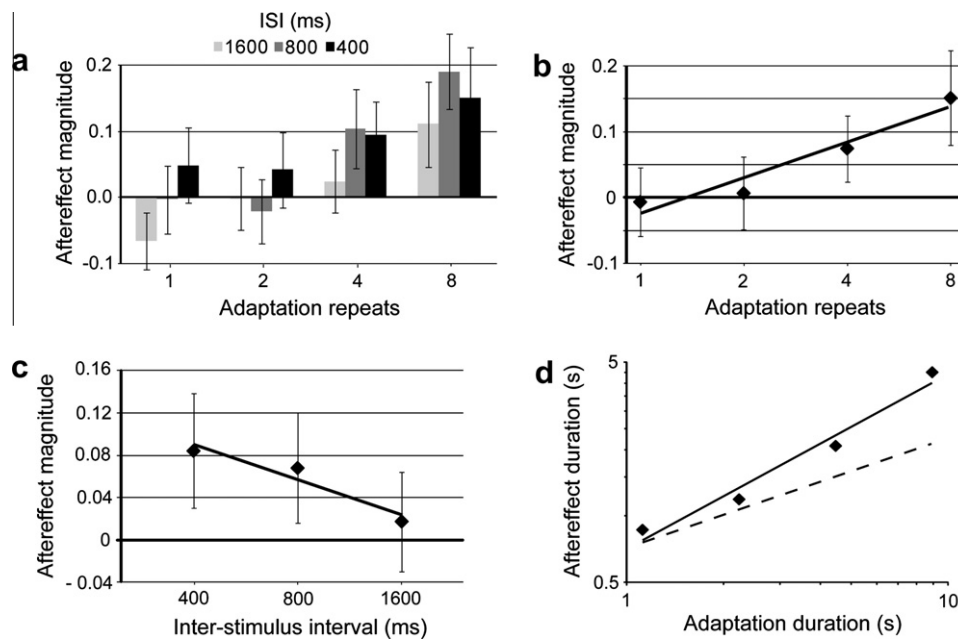 a
ISI (ms)
1600 800 400
Aftereffect magnitude
0.2
0.1
0.0
-0.1
1 2 4 8
Adaptation repeats
b
Aftereffect magnitude
0.2
0.1
0
-0.1
1 2 4 8
Adaptation repeats
c
Aftereffect magnitude
0.16
0.12
0.08
0.04
0
- 0.04
400 800 1600
Inter-stimulus interval (ms)
d
Aftereffect duration (s)
5
0.5
1 10
Adaptation duration (s)